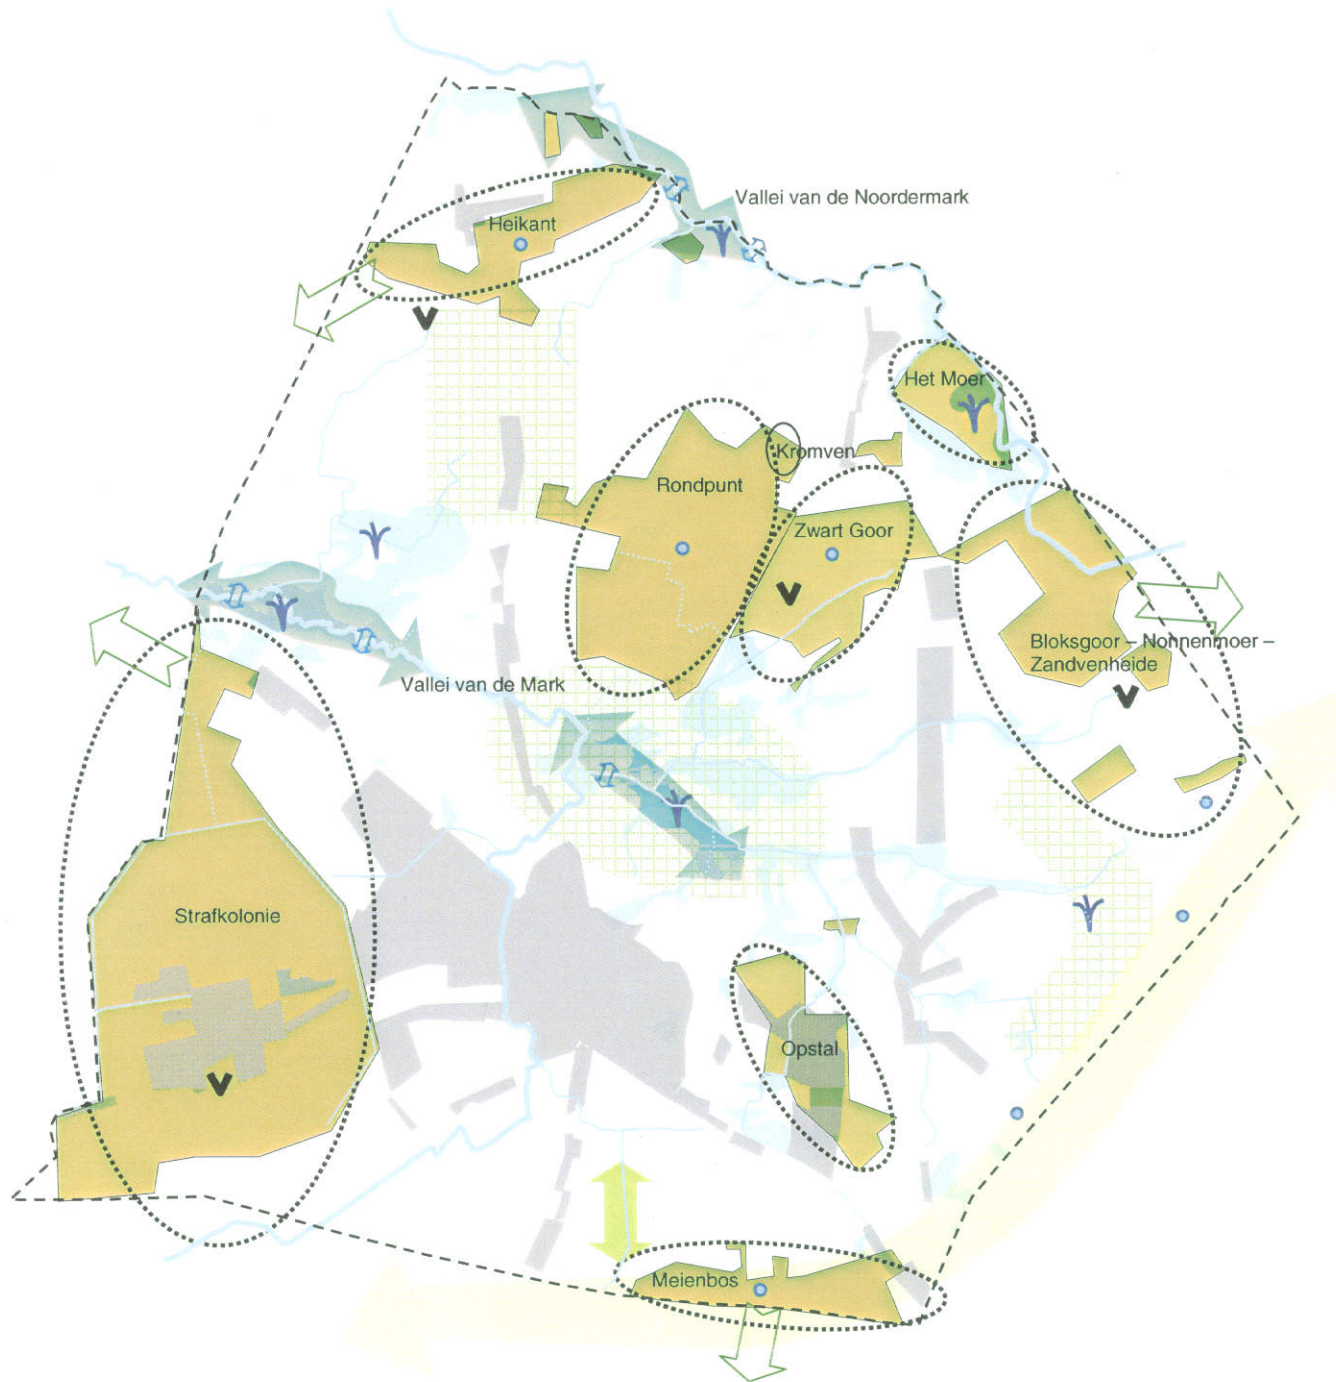 Vallei van de Noordermark
Heikant
Het Moer
Kromven
Rondpunt
Zwart Goor
Bloksgoor – Nonnenmoer –
Zandvenheide
Vallei van de Mark
Strafkolonie
Opstal
Meienbos